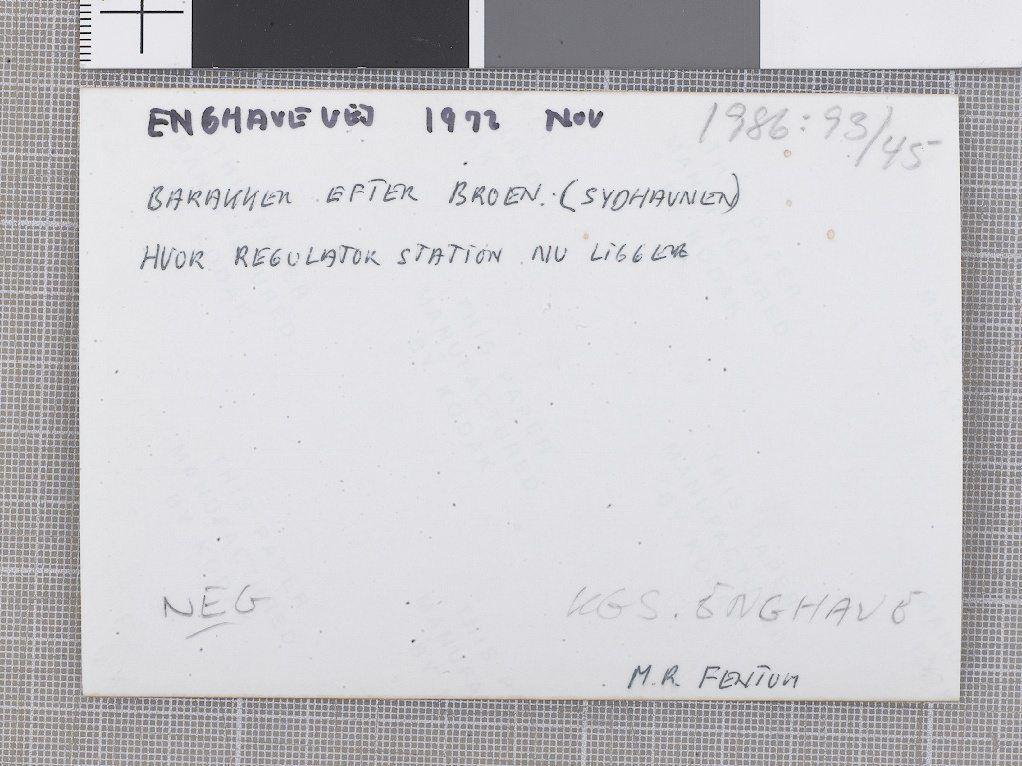 ENGHAVEVEJ 1972 NOV
1986:93/45
BARAKKER EFTER BROEN. (SYDHAVNEN)
HVOR REGULATOR STATION NU LIGGER
NEG
KGS. ENGHAVE
M.R. FENTON